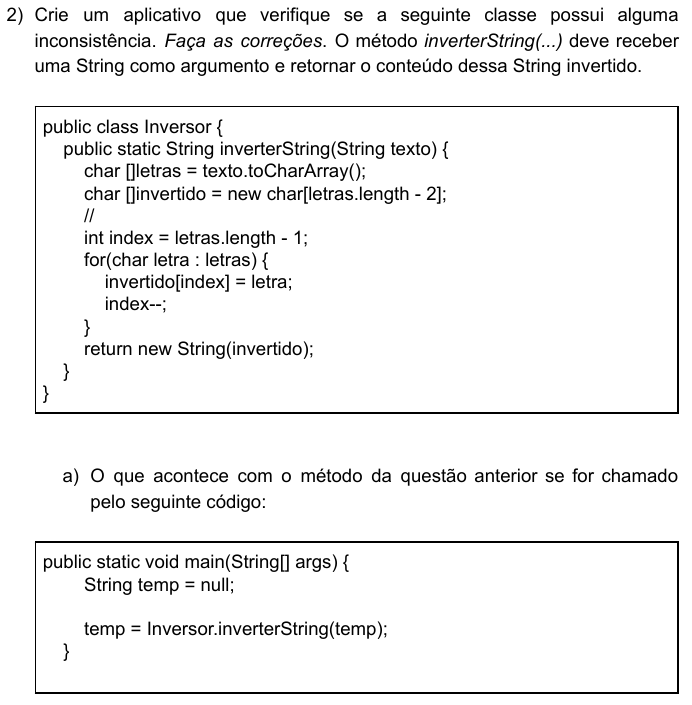 2) Crie um aplicativo que verifique se a seguinte classe possui alguma
inconsistência. Faça as correções. O método inverterString(...) deve receber
uma String como argumento e retornar o conteúdo dessa String invertido.
public class Inversor {
public static String inverterString(String texto) {
char []letras = texto.toCharArray();
char []invertido = new char[letras.length - 2];
//
int index = letras.length - 1;
for(char letra : letras) {
invertido[index] = letra;
index--;
}
return new String(invertido);
}
}
a) O que acontece com o método da questão anterior se for chamado
pelo seguinte código:
public static void main(String[] args) {
String temp = null;
temp = Inversor.inverterString(temp);
}